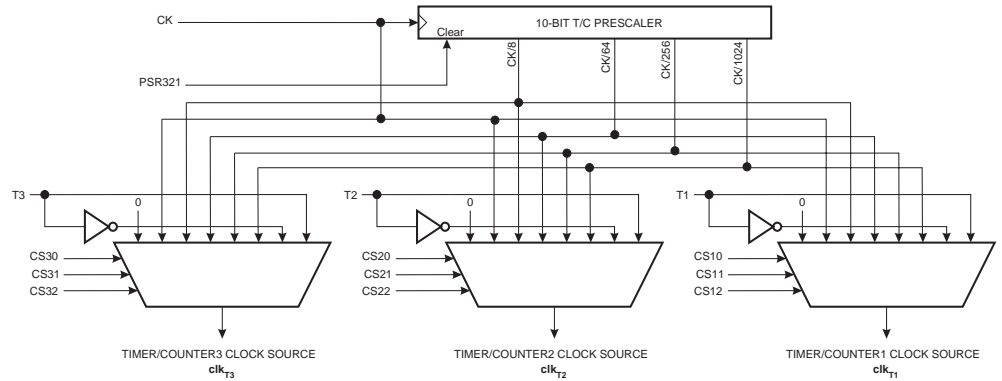 CK
10-BIT T/C PRESCALER
Clear
PSR321
CK/8
CK/64
CK/256
CK/1024
T3
0
CS30
CS31
CS32
TIMER/COUNTER3 CLOCK SOURCE
clkT3
T2
0
CS20
CS21
CS22
TIMER/COUNTER2 CLOCK SOURCE
clkT2
T1
0
CS10
CS11
CS12
TIMER/COUNTER1 CLOCK SOURCE
clkT1